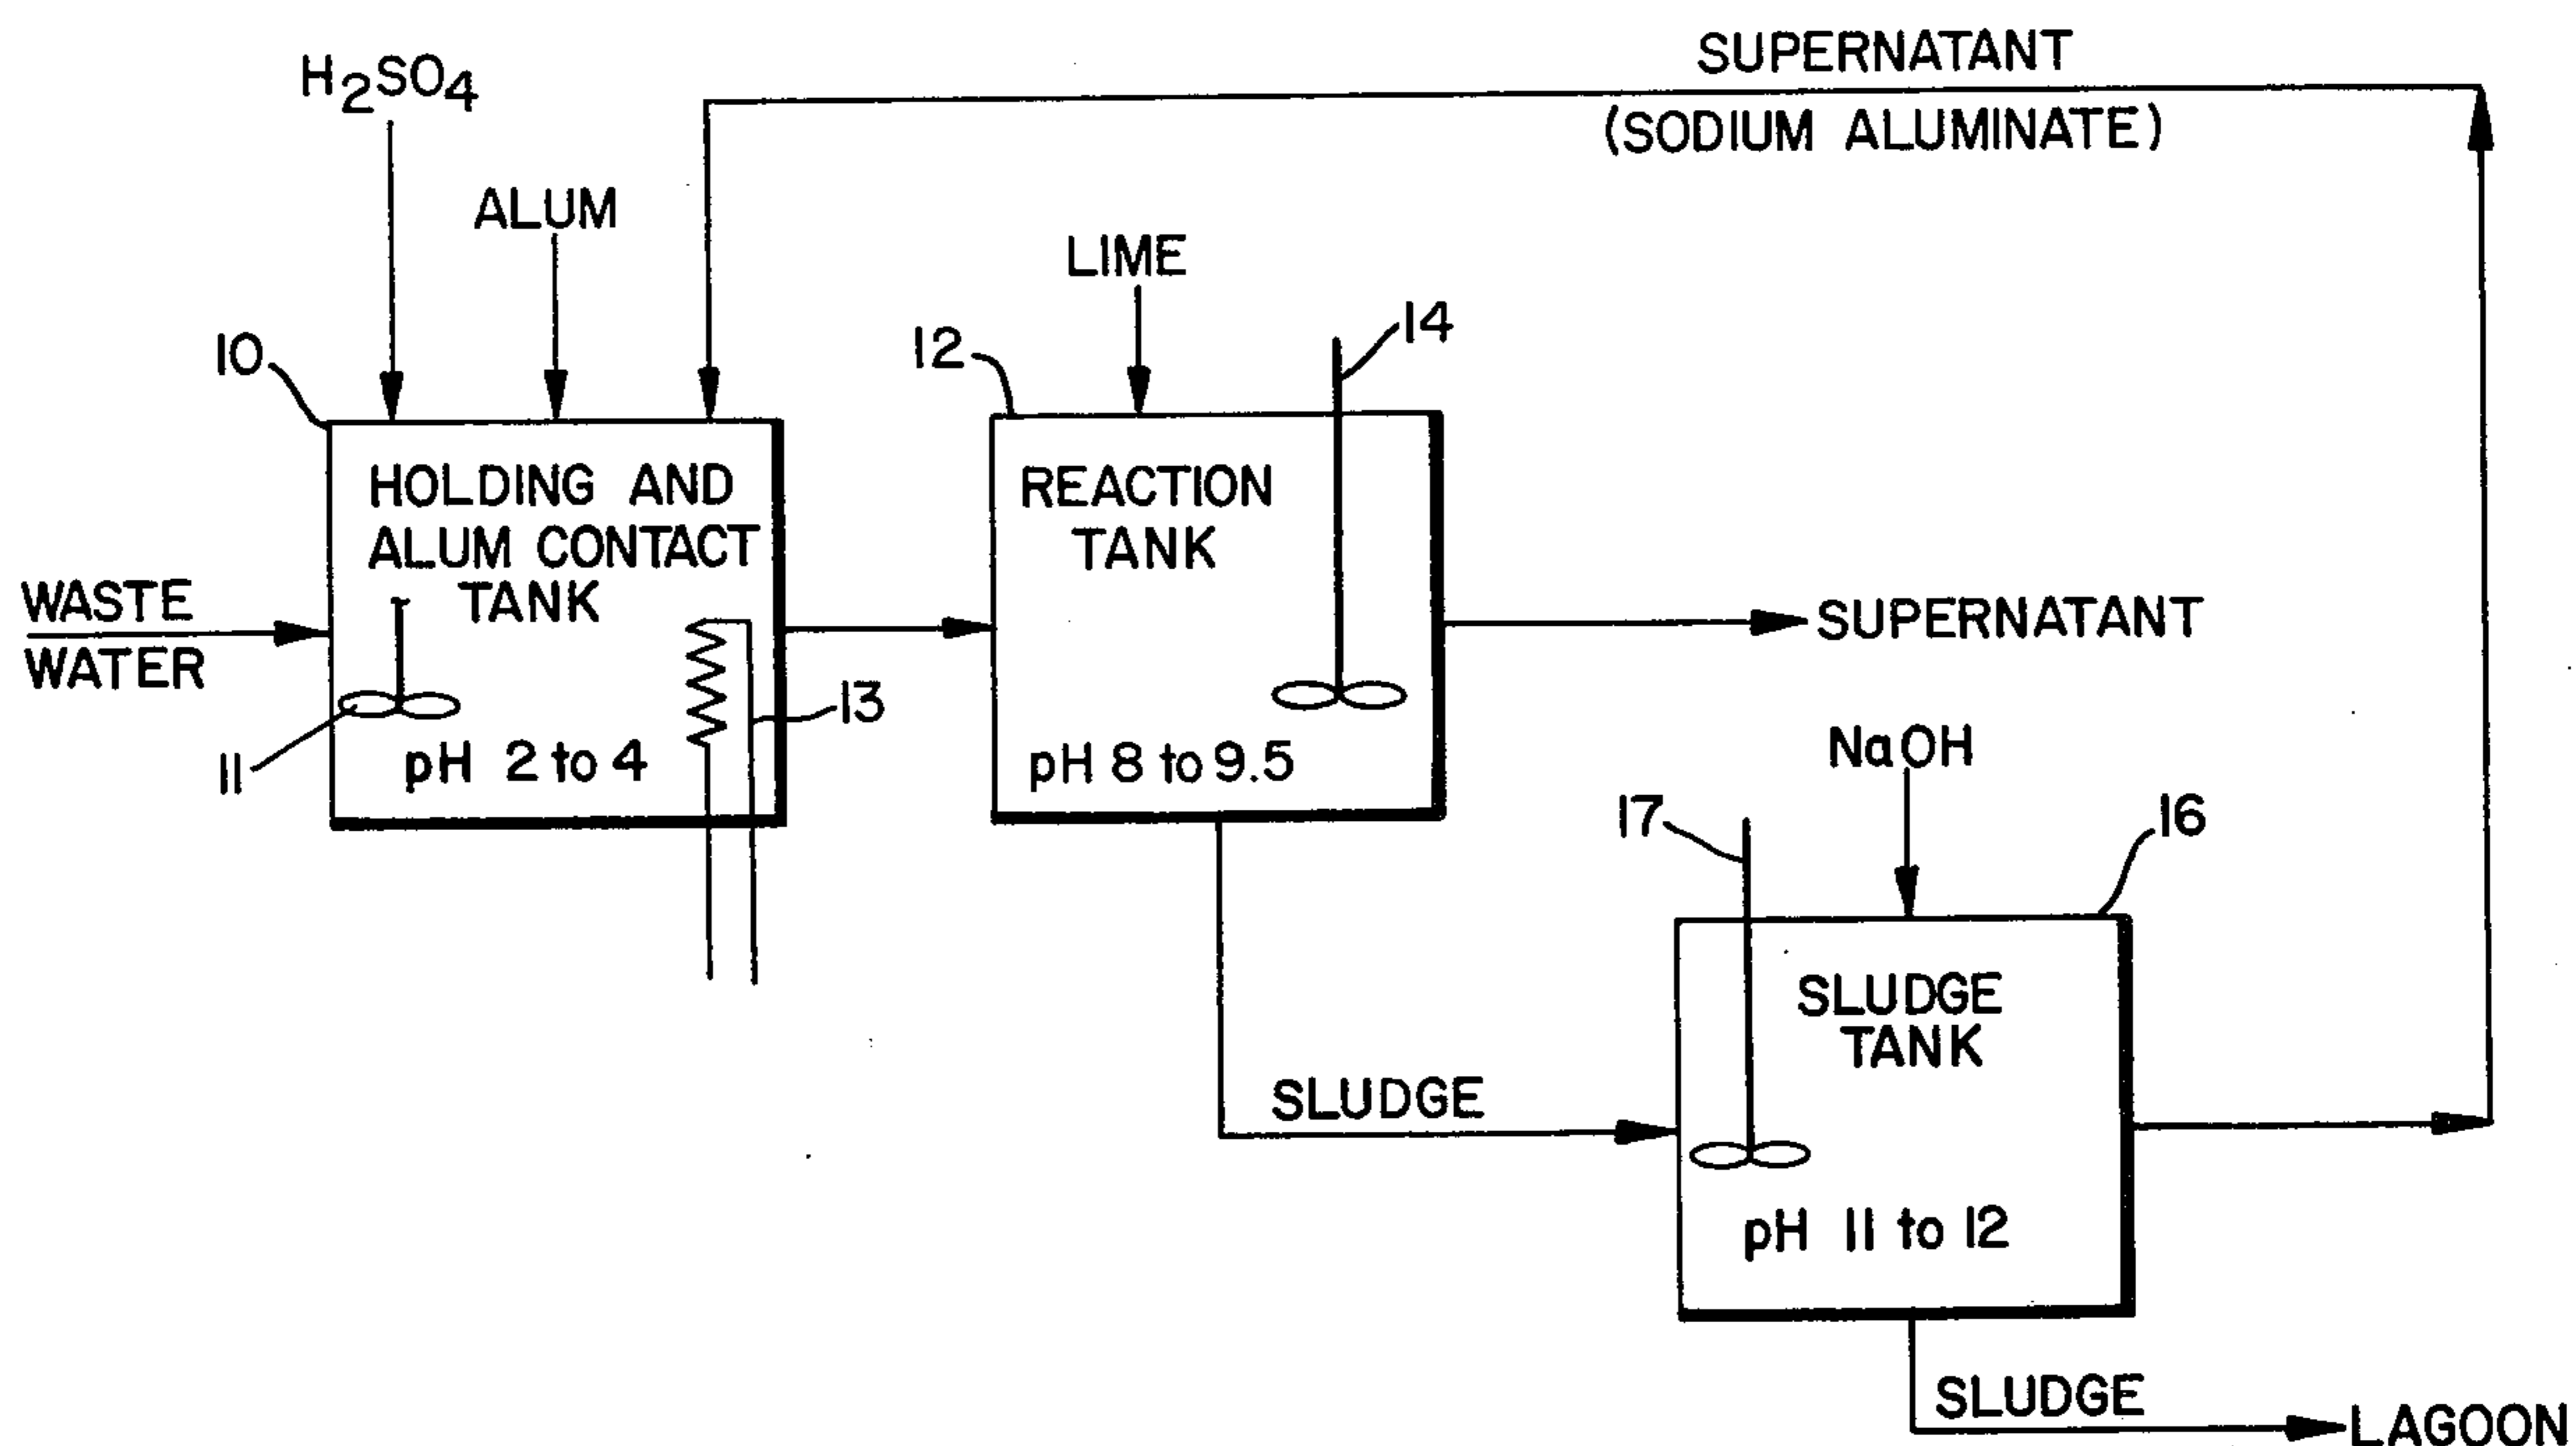 SUPERNATANT
(SODIUM ALUMINATE)
H2SO4
ALUM
LIME
10
12
14
HOLDING AND
ALUM CONTACT
TANK
REACTION
TANK
WASTE
WATER
SUPERNATANT
11
13
pH 2 to 4
pH 8 to 9.5
NaOH
17
16
SLUDGE
TANK
SLUDGE
pH 11 to 12
SLUDGE
LAGOON